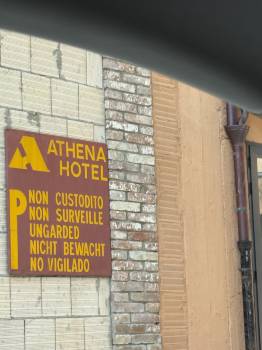 ATHENA
HOTEL
P
NON CUSTODITO
NON SURVEILLE
UNGARDED
NICHT BEWACHT
NO VIGILADO